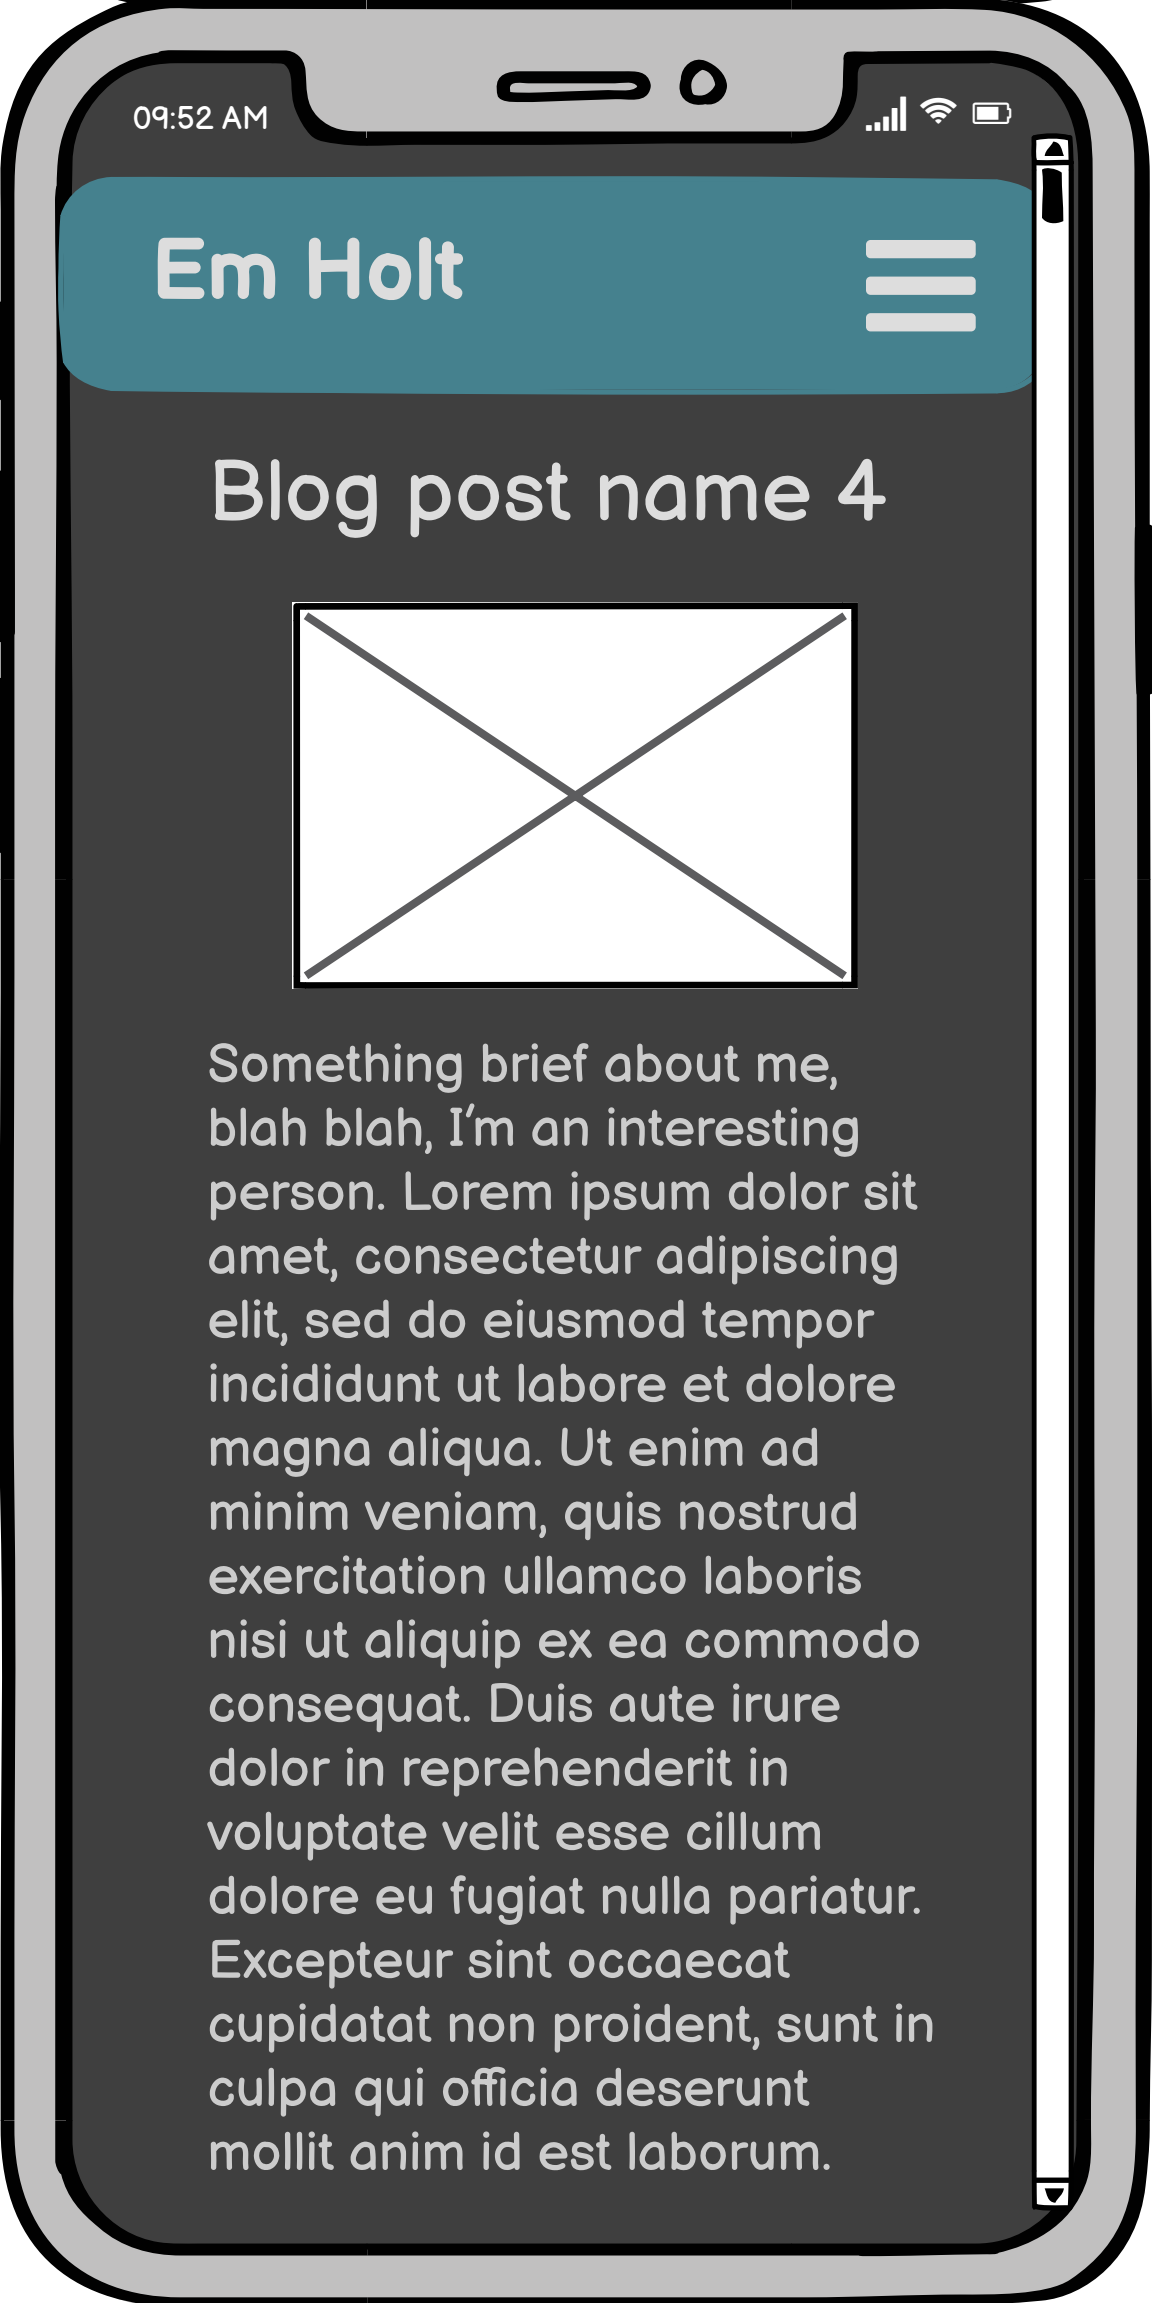 09:52 AM
Em Holt
Blog post name 4
Something brief about me,
blah blah, I'm an interesting
person. Lorem ipsum dolor sit
amet, consectetur adipiscing
elit, sed do eiusmod tempor
incididunt ut labore et dolore
magna aliqua. Ut enim ad
minim veniam, quis nostrud
exercitation ullamco laboris
nisi ut aliquip ex ea commodo
consequat. Duis aute irure
dolor in reprehenderit in
voluptate velit esse cillum
dolore eu fugiat nulla pariatur.
Excepteur sint occaecat
cupidatat non proident, sunt in
culpa qui officia deserunt
mollit anim id est laborum.